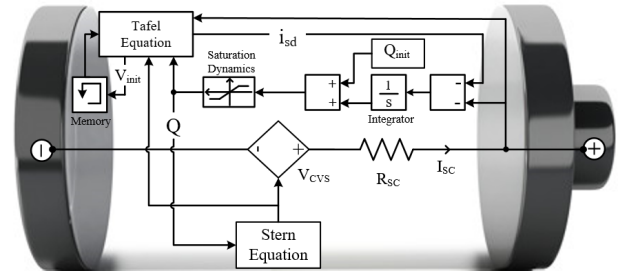 Tafel
Equation
i_sd
Saturation
Dynamics
Q_init
V_init
Memory
+
+
1
s
Integrator
-
-
Q
-
+
V_CVS
R_SC
I_SC
+
Stern
Equation